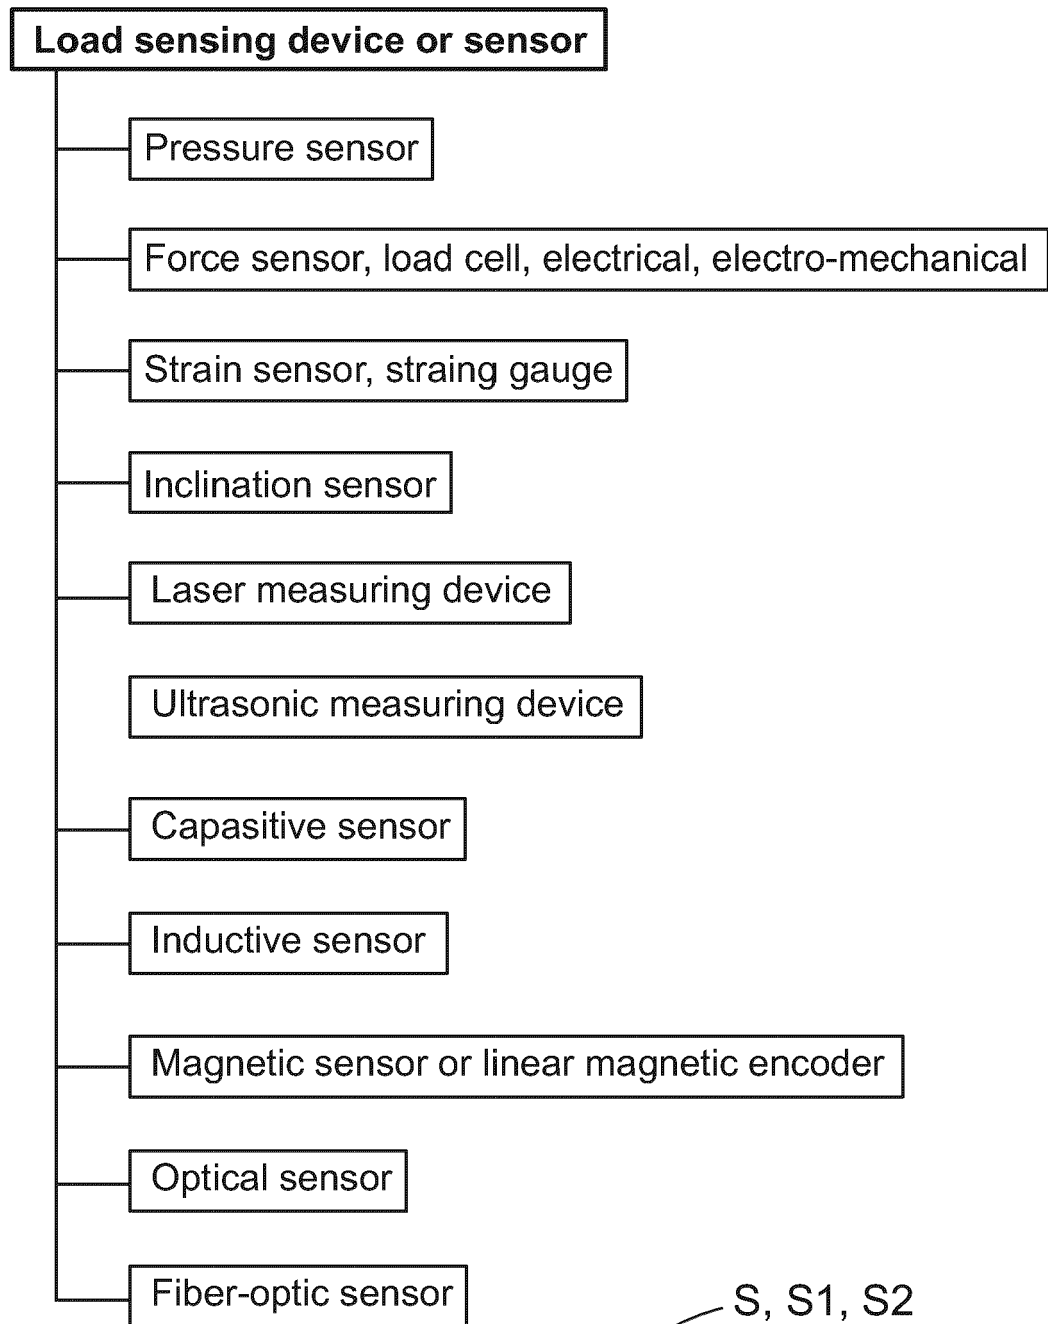 Load sensing device or sensor
Pressure sensor
Force sensor, load cell, electrical, electro-mechanical
Strain sensor, straing gauge
Inclination sensor
Laser measuring device
Ultrasonic measuring device
Capasitive sensor
Inductive sensor
Magnetic sensor or linear magnetic encoder
Optical sensor
Fiber-optic sensor
S, S1, S2